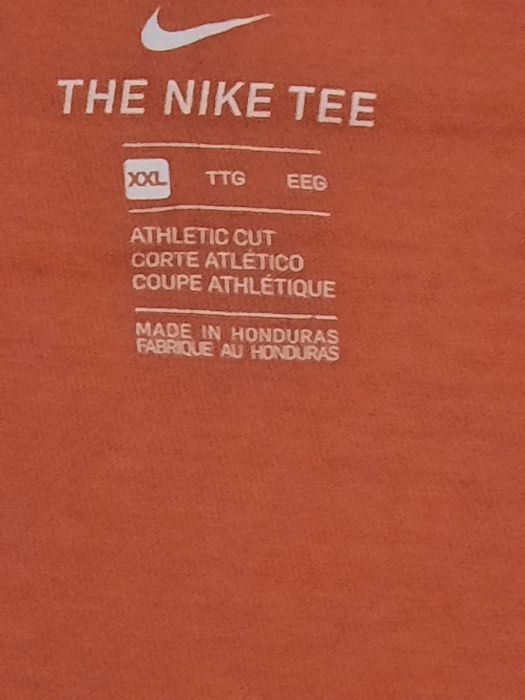 THE NIKE TEE
XXL TTG EEG
ATHLETIC CUT
CORTE ATLÉTICO
COUPE ATHLÉTIQUE
MADE IN HONDURAS
FABRIQUE AU HONDURAS